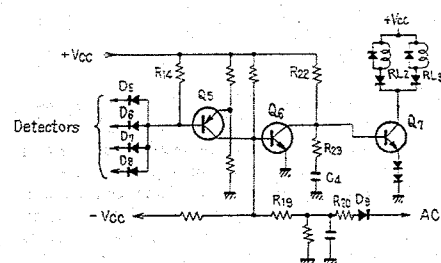 +Vcc
+Vcc
R14
R22
RL2
RL3
D5
Q5
D6
Q6
Q7
Detectors
D7
R23
D8
C4
-Vcc
R19
R20
D9
AC